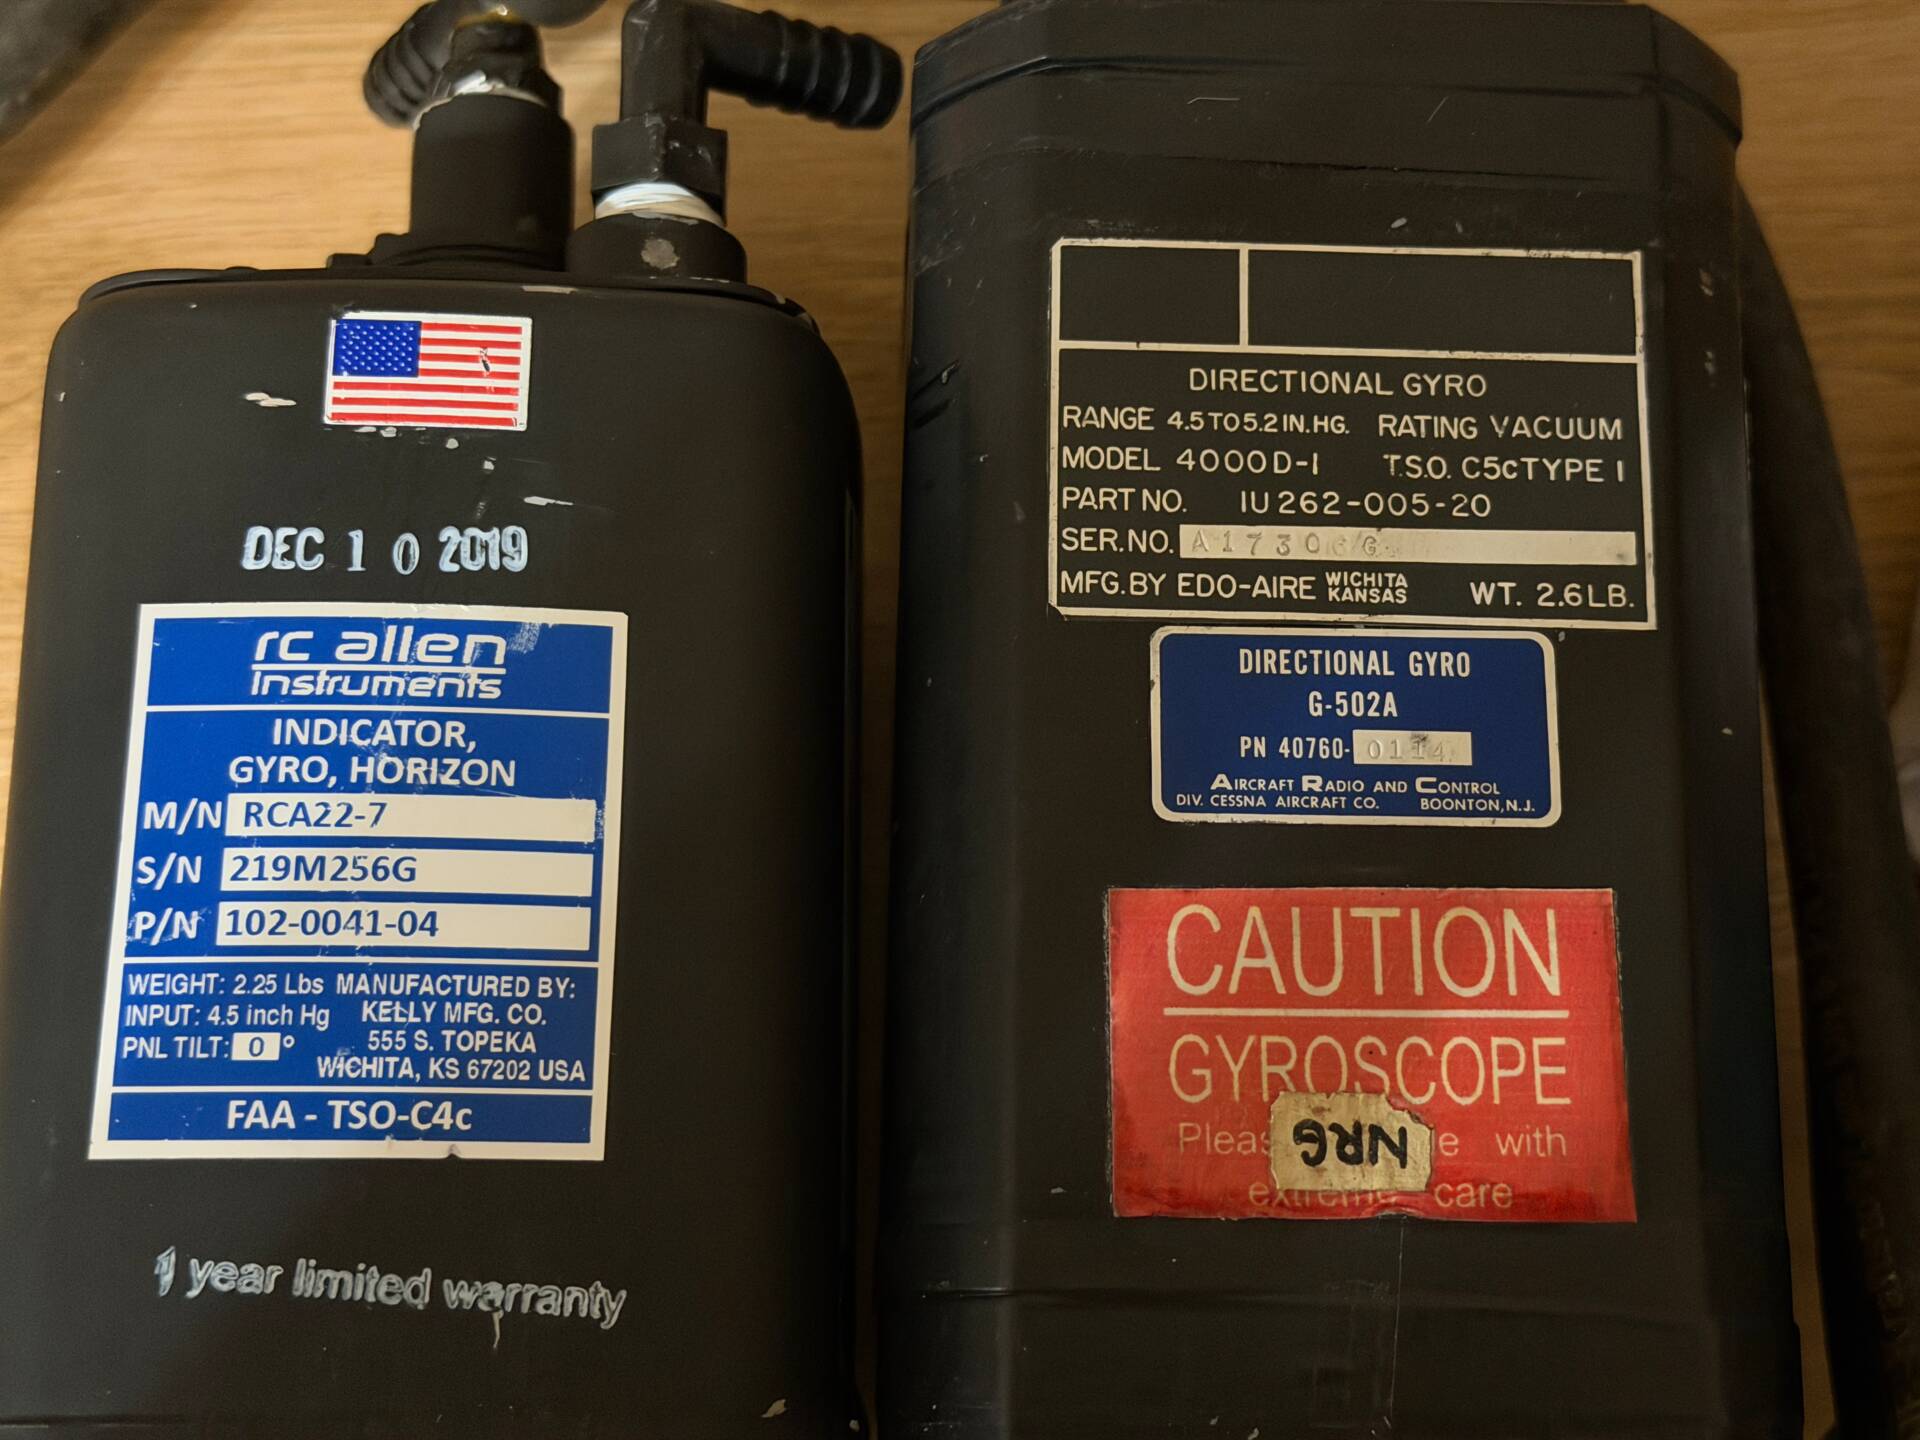 DEC 10 2019
rc allen
Instruments
INDICATOR,
GYRO, HORIZON
M/N RCA22-7
S/N 219M256G
P/N 102-0041-04
WEIGHT: 2.25 Lbs
INPUT: 4.5 inch Hg
PNL TILT: 0°
MANUFACTURED BY:
KELLY MFG. CO.
555 S. TOPEKA
WICHITA, KS 67202 USA
FAA - TSO-C4c
1 year limited warranty
DIRECTIONAL GYRO
RANGE 4.5 TO 5.2 IN. HG. RATING VACUUM
MODEL 4000D-1 T.S.O. C5c TYPE 1
PART NO. 1U262-005-20
SER. NO. A17306G
MFG. BY EDO-AIRE WICHITA KANSAS WT. 2.6 LB.
DIRECTIONAL GYRO
G-502A
PN 40760-0114
AIRCRAFT RADIO AND CONTROL
DIV. CESSNA AIRCRAFT CO. BOONTON, N.J.
CAUTION
GYROSCOPE
with
extreme care
NRG